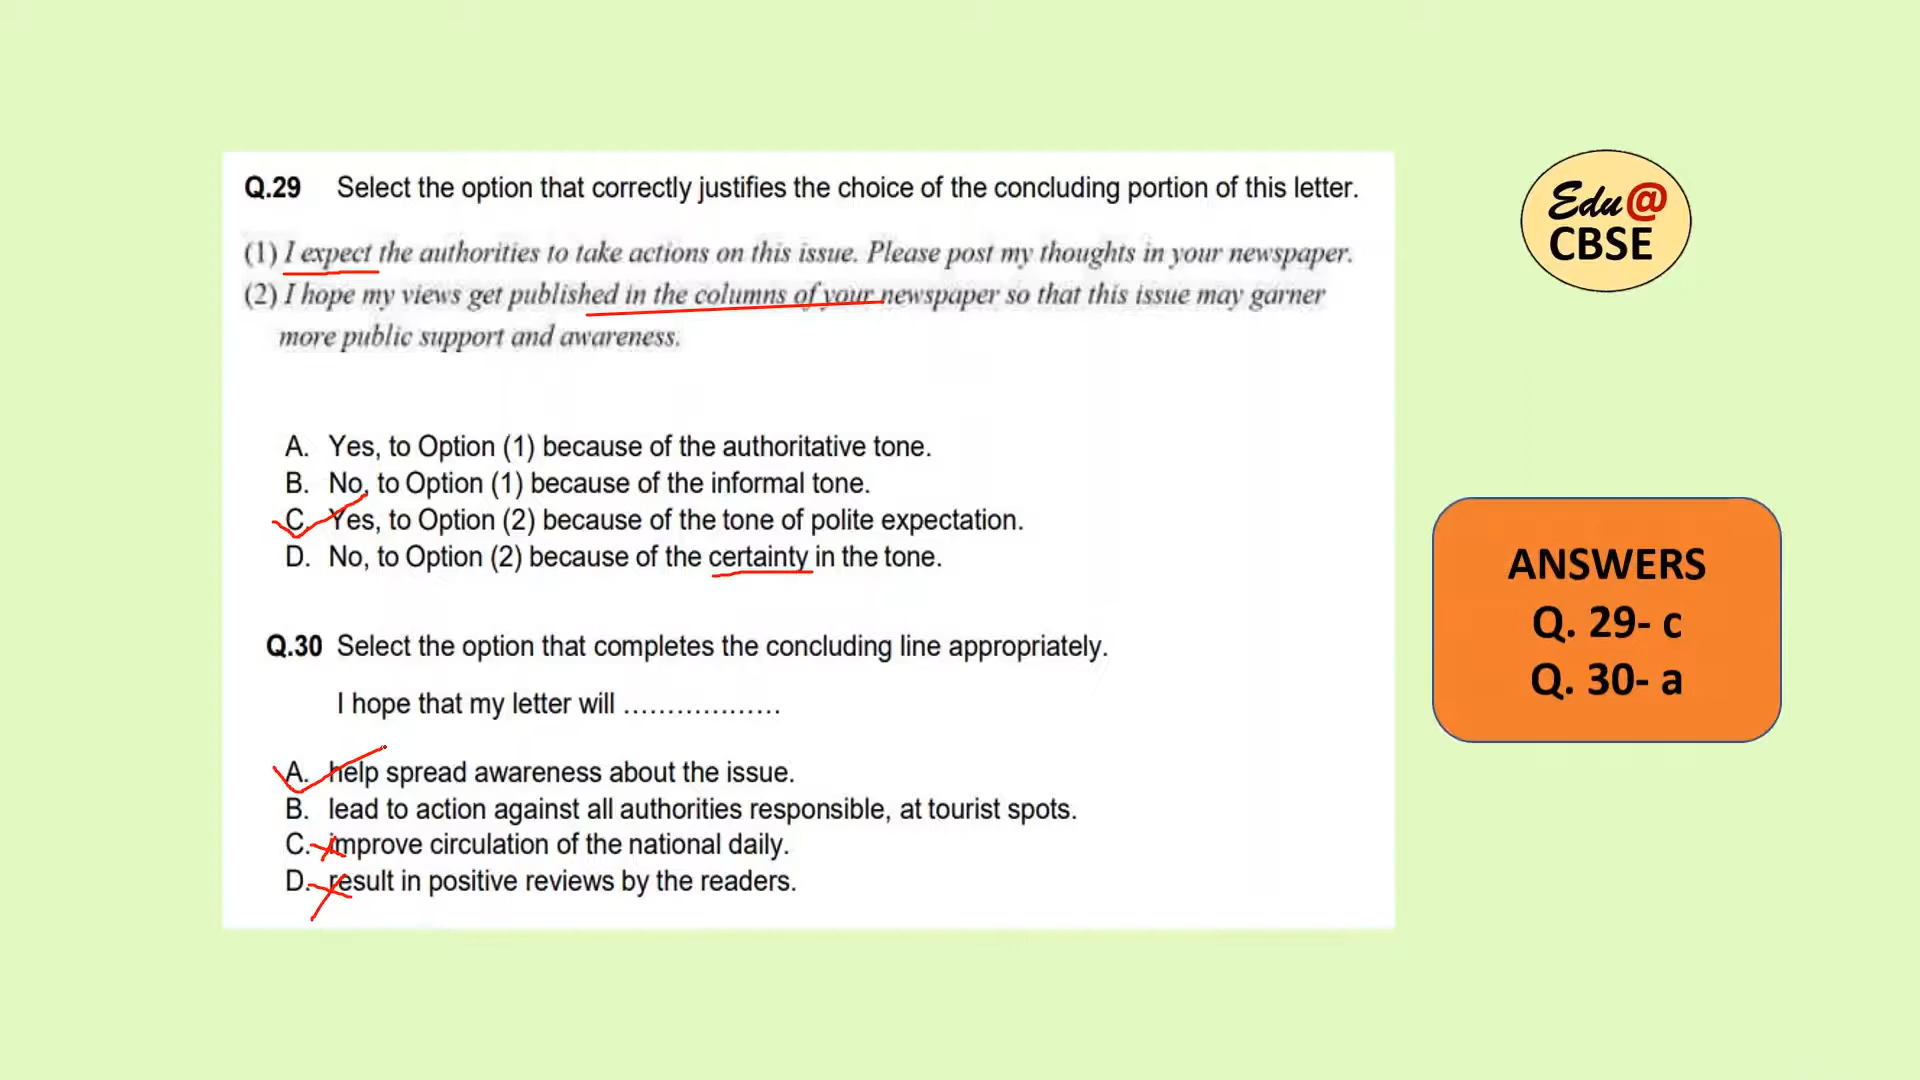 Q.29 Select the option that correctly justifies the choice of the concluding portion of this letter.
(1) I expect the authorities to take actions on this issue. Please post my thoughts in your newspaper.
(2) I hope my views get published in the columns of your newspaper so that this issue may garner
more public support and awareness.
A. Yes, to Option (1) because of the authoritative tone.
B. No, to Option (1) because of the informal tone.
C. Yes, to Option (2) because of the tone of polite expectation.
D. No, to Option (2) because of the certainty in the tone.
Q.30 Select the option that completes the concluding line appropriately.
I hope that my letter will ………………
A. help spread awareness about the issue.
B. lead to action against all authorities responsible, at tourist spots.
C. improve circulation of the national daily.
D. result in positive reviews by the readers.
Edu@
CBSE
ANSWERS
Q. 29- c
Q. 30- a